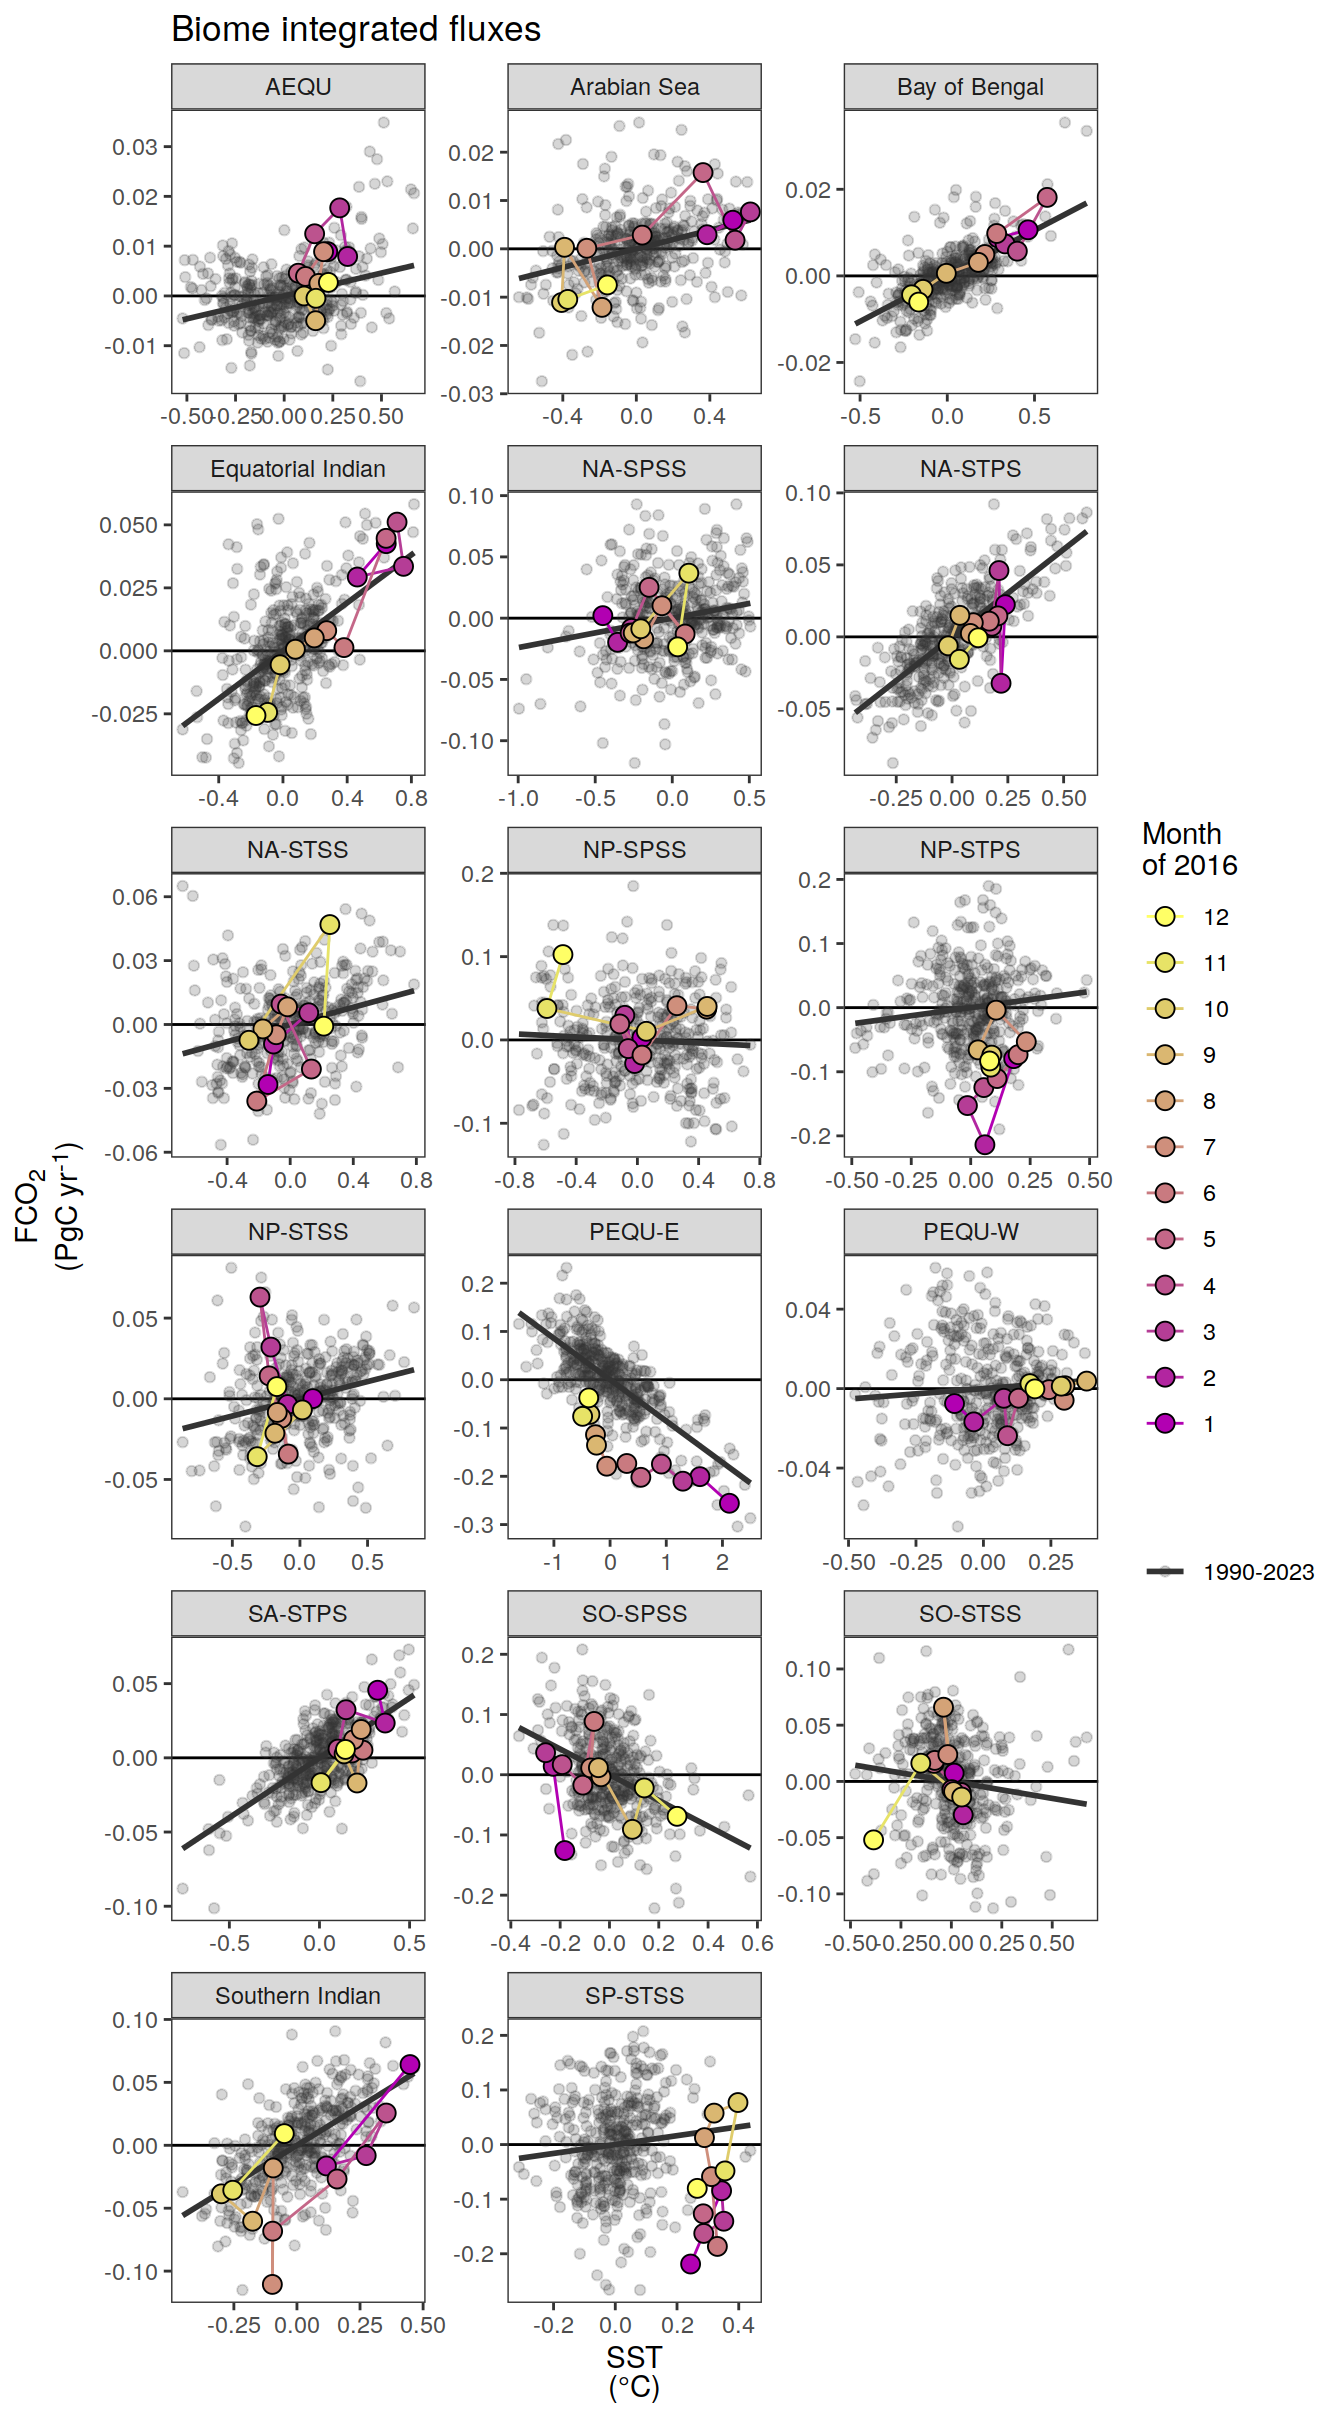 Biome integrated fluxes
AEQU
Arabian Sea
Bay of Bengal
0.03
0.02
0.01
0.00
-0.01
0.02
0.01
0.00
-0.01
-0.02
-0.03
0.02
0.00
-0.02
-0.50 -0.25 0.00 0.25 0.50
-0.4 0.0 0.4
-0.5 0.0 0.5
Equatorial Indian
NA-SPSS
NA-STPS
0.050
0.025
0.000
-0.025
0.10
0.05
0.00
-0.05
-0.10
0.10
0.05
0.00
-0.05
-0.4 0.0 0.4 0.8
-1.0 -0.5 0.0 0.5
-0.25 0.00 0.25 0.50
NA-STSS
NP-SPSS
NP-STPS
0.06
0.03
0.00
-0.03
-0.06
0.2
0.1
0.0
-0.1
0.2
0.1
0.0
-0.1
-0.2
-0.4 0.0 0.4 0.8
-0.8 -0.4 0.0 0.4 0.8
-0.50 -0.25 0.00 0.25 0.50
NP-STSS
PEQU-E
PEQU-W
0.05
0.00
-0.05
0.2
0.1
0.0
-0.1
-0.2
-0.3
0.04
0.00
-0.04
-0.5 0.0 0.5
-1 0 1 2
-0.50 -0.25 0.00 0.25
SA-STPS
SO-SPSS
SO-STSS
0.05
0.00
-0.05
-0.10
0.2
0.1
0.0
-0.1
-0.2
0.10
0.05
0.00
-0.05
-0.10
-0.5 0.0 0.5
-0.4 -0.2 0.0 0.2 0.4 0.6
-0.50 -0.25 0.00 0.25 0.50
Southern Indian
SP-STSS
0.10
0.05
0.00
-0.05
-0.10
0.2
0.1
0.0
-0.1
-0.2
-0.25 0.00 0.25 0.50
-0.2 0.0 0.2 0.4
SST
(°C)
FCO₂
(PgC yr⁻¹)
Month
of 2016
12
11
10
9
8
7
6
5
4
3
2
1
1990-2023